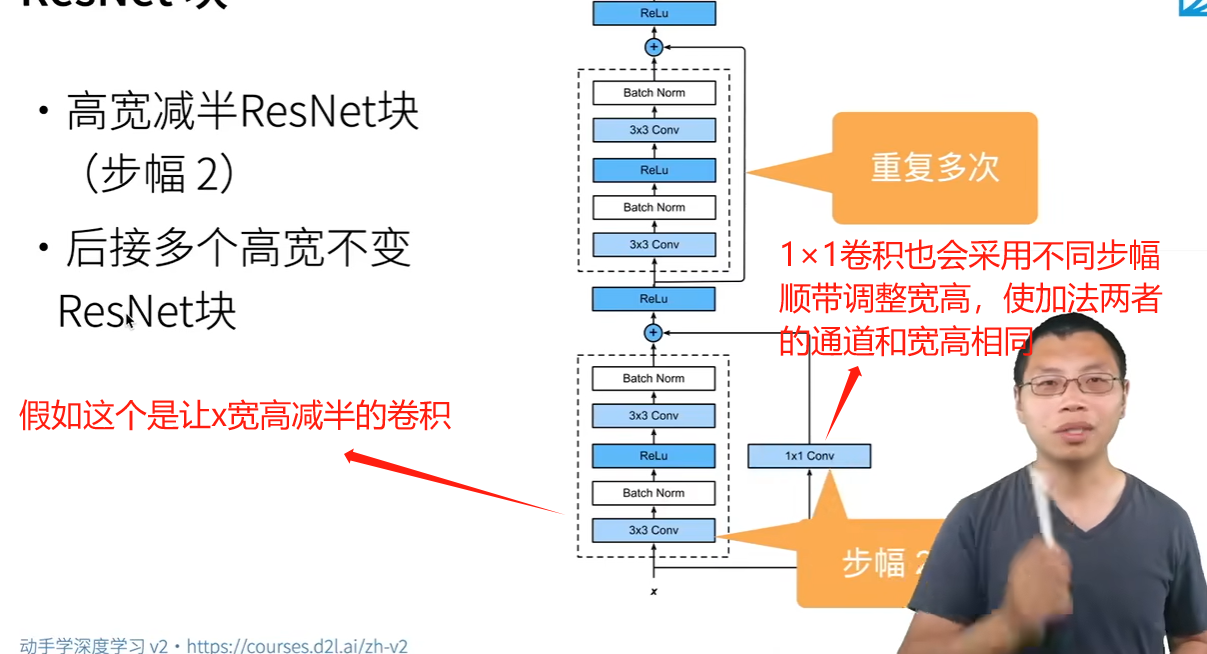 ResNet 块
・高宽减半ResNet块
（步幅 2）
・后接多个高宽不变
ResNet块
假如这个是让x宽高减半的卷积
ReLu
+
Batch Norm
3x3 Conv
ReLu
Batch Norm
3x3 Conv
重复多次
ReLu
+
1×1卷积也会采用不同步幅
顺带调整宽高，使加法两者
的通道和宽高相同
Batch Norm
3x3 Conv
ReLu
1x1 Conv
Batch Norm
3x3 Conv
步幅 2
x
动手学深度学习 v2・https://courses.d2l.ai/zh-v2